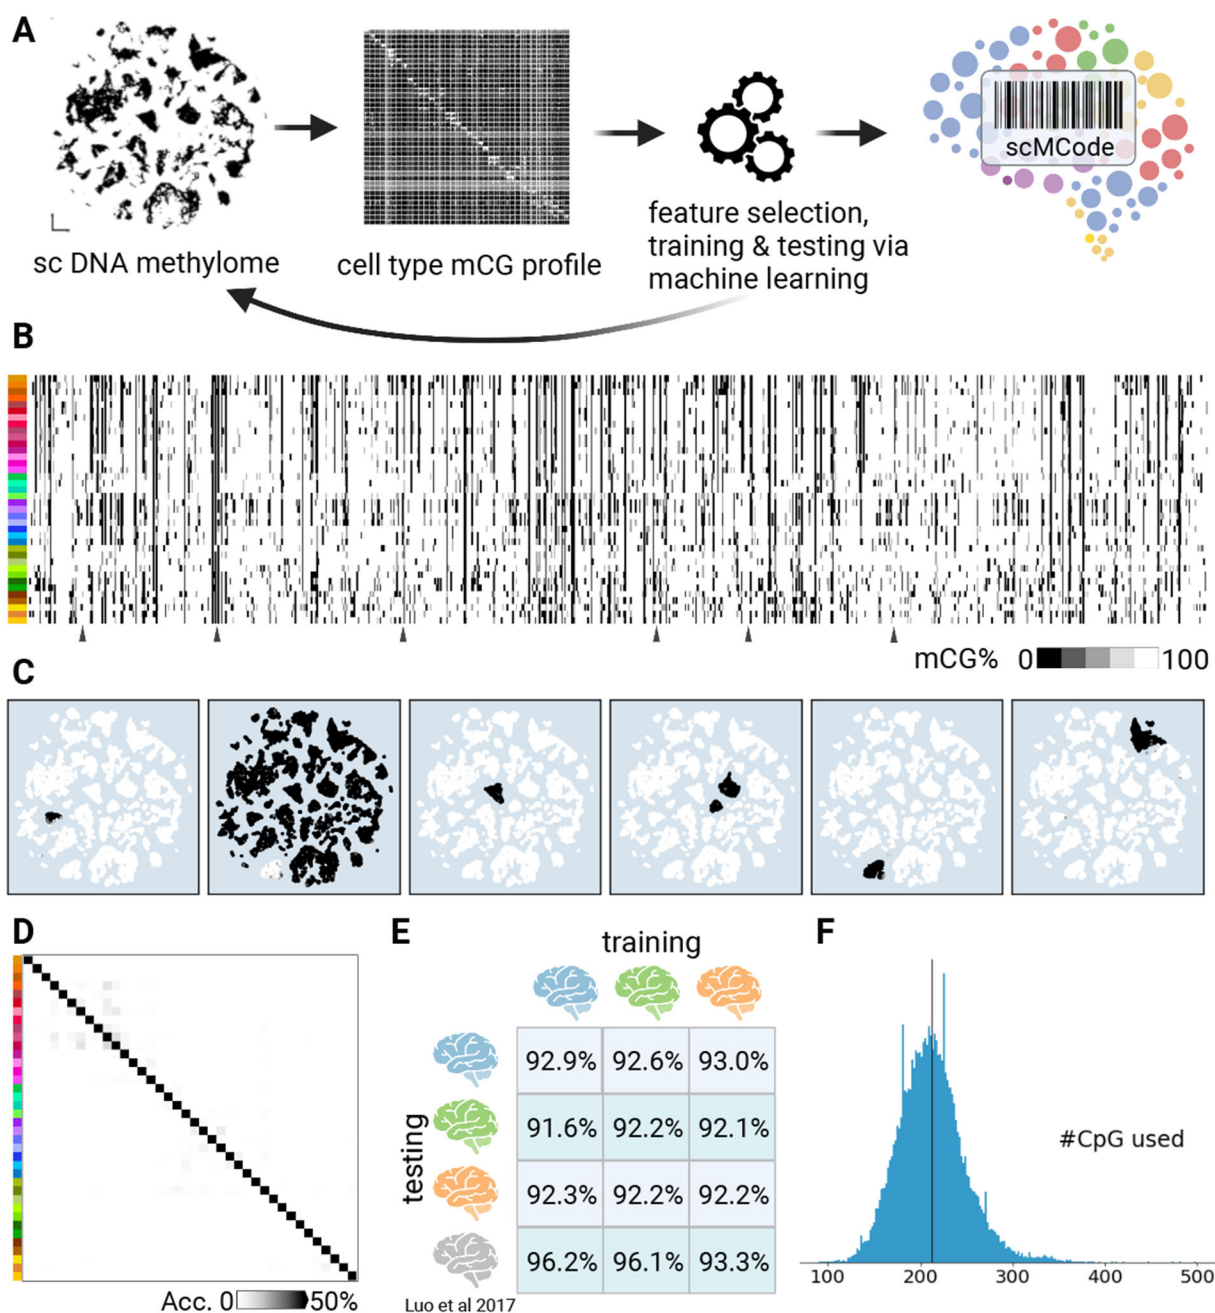 A
scMCode
sc DNA methylome
cell type mCG profile
feature selection,
training & testing via
machine learning
B
mCG% 0 100
C
D
Acc. 0 50%
E
training
testing
92.9% 92.6% 93.0%
91.6% 92.2% 92.1%
92.3% 92.2% 92.2%
96.2% 96.1% 93.3%
Luo et al 2017
F
#CpG used
100 200 300 400 500